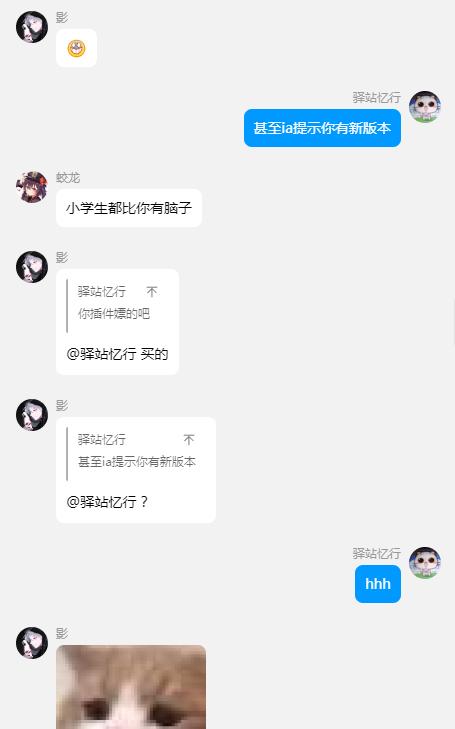 影
驿站忆行
甚至ia提示你有新版本
蛟龙
小学生都比你有脑子
影
驿站忆行
你插件嫖的吧
@驿站忆行 买的
影
驿站忆行
甚至ia提示你有新版本
@驿站忆行 ?
驿站忆行
hhh
影